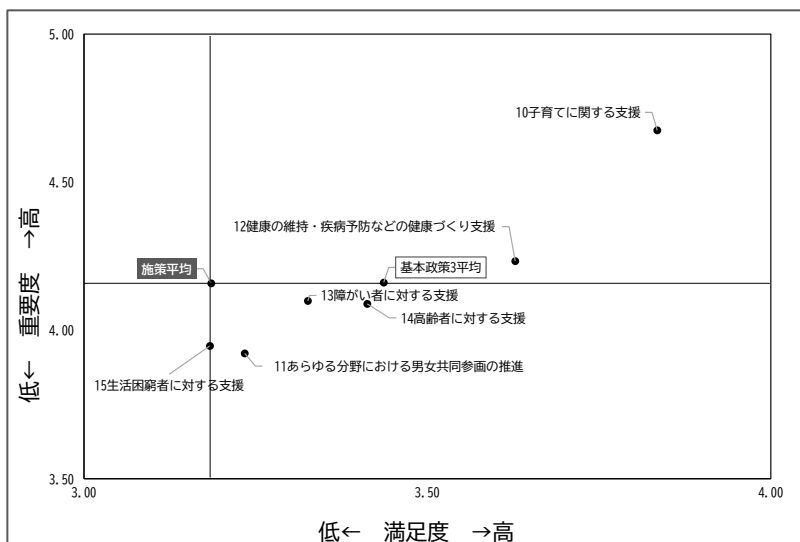 5.00
10子育てに関する支援
4.50
12健康の維持・疾病予防などの健康づくり支援
施策平均
基本政策3平均
13障がい者に対する支援
14高齢者に対する支援
4.00
11あらゆる分野における男女共同参画の推進
15生活困窮者に対する支援
3.50
3.00
3.50
4.00
低← 重要度 →高
低← 満足度 →高